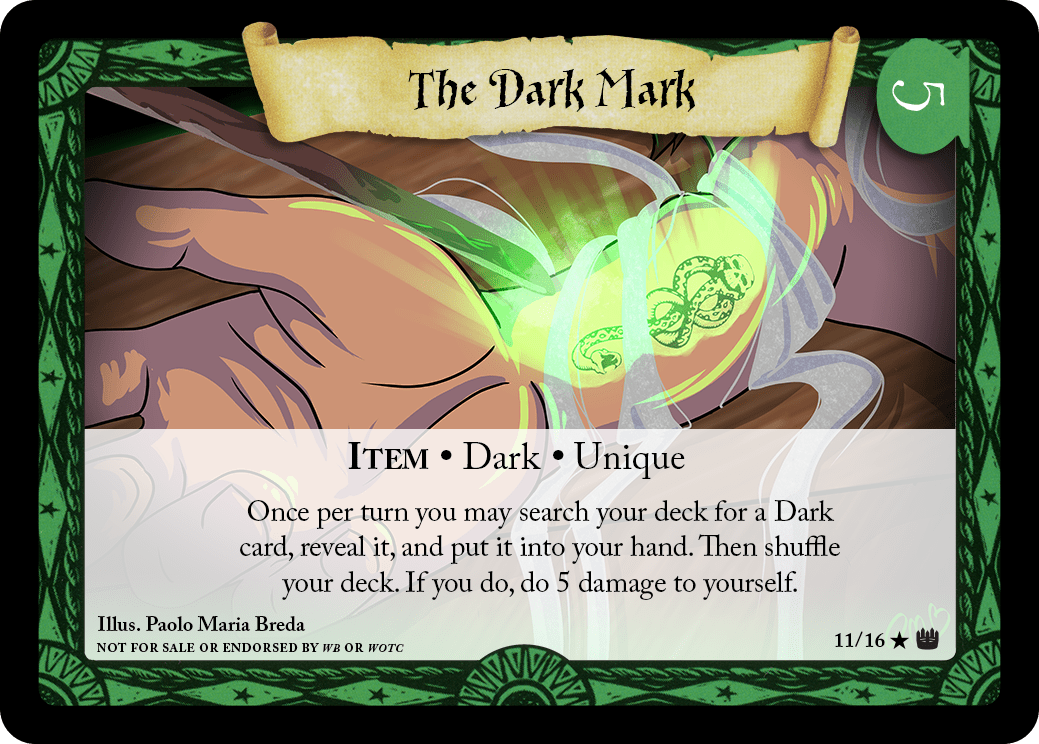 The Dark Mark
5
ITEM • Dark • Unique
Once per turn you may search your deck for a Dark
card, reveal it, and put it into your hand. Then shuffle
your deck. If you do, do 5 damage to yourself.
Illus. Paolo Maria Breda
NOT FOR SALE OR ENDORSED BY WB OR WOTC
11/16 ★